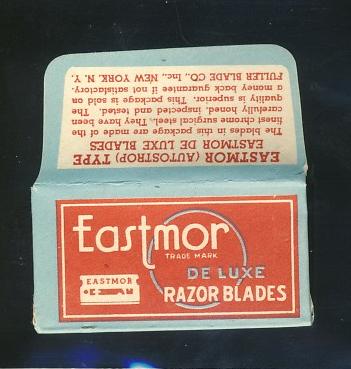 EASTMOR (AUTOSTROP) TYPE
EASTMOR DE LUXE BLADES
The blades in this package are made of the
finest chrome surgical steel. They have been
carefully honed, inspected and tested. The
quality is superior. This package is sold on
a money back guarantee if not satisfactory.
FULLER BLADE CO., Inc., NEW YORK, N. Y.
Eastmor
TRADE MARK
EASTMOR
DE LUXE
RAZOR BLADES